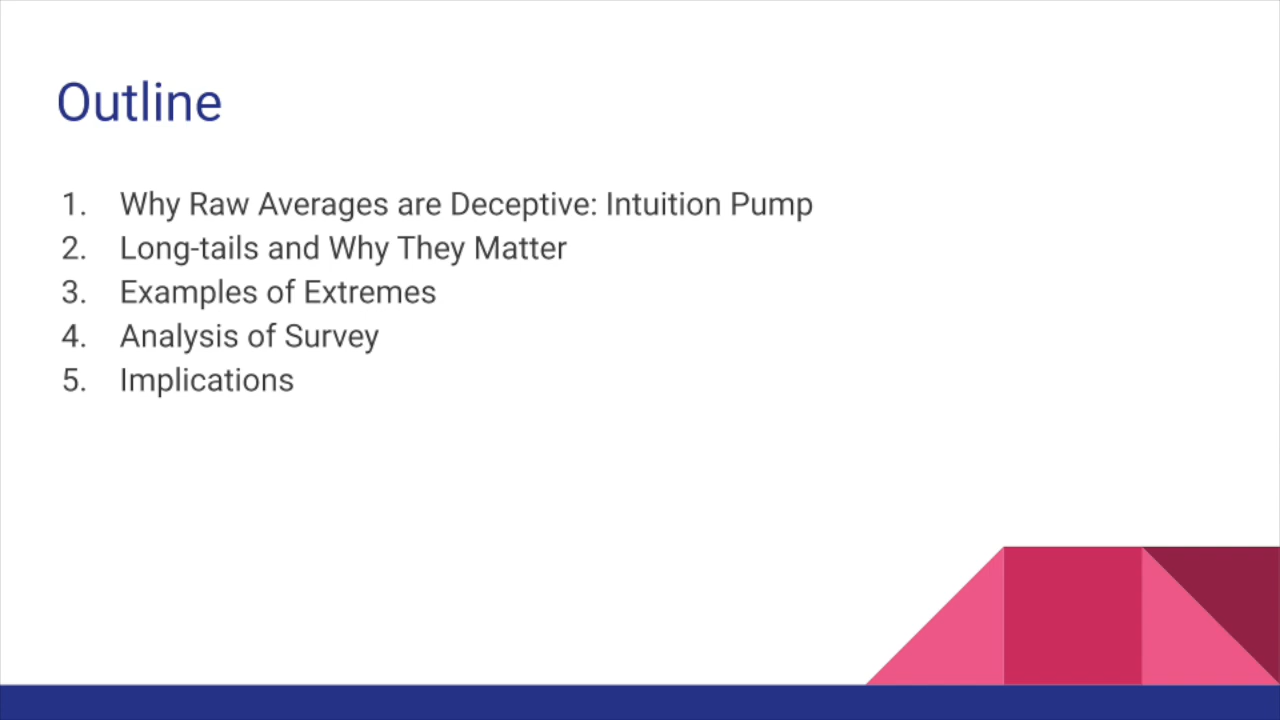 Outline
1. Why Raw Averages are Deceptive: Intuition Pump
2. Long-tails and Why They Matter
3. Examples of Extremes
4. Analysis of Survey
5. Implications